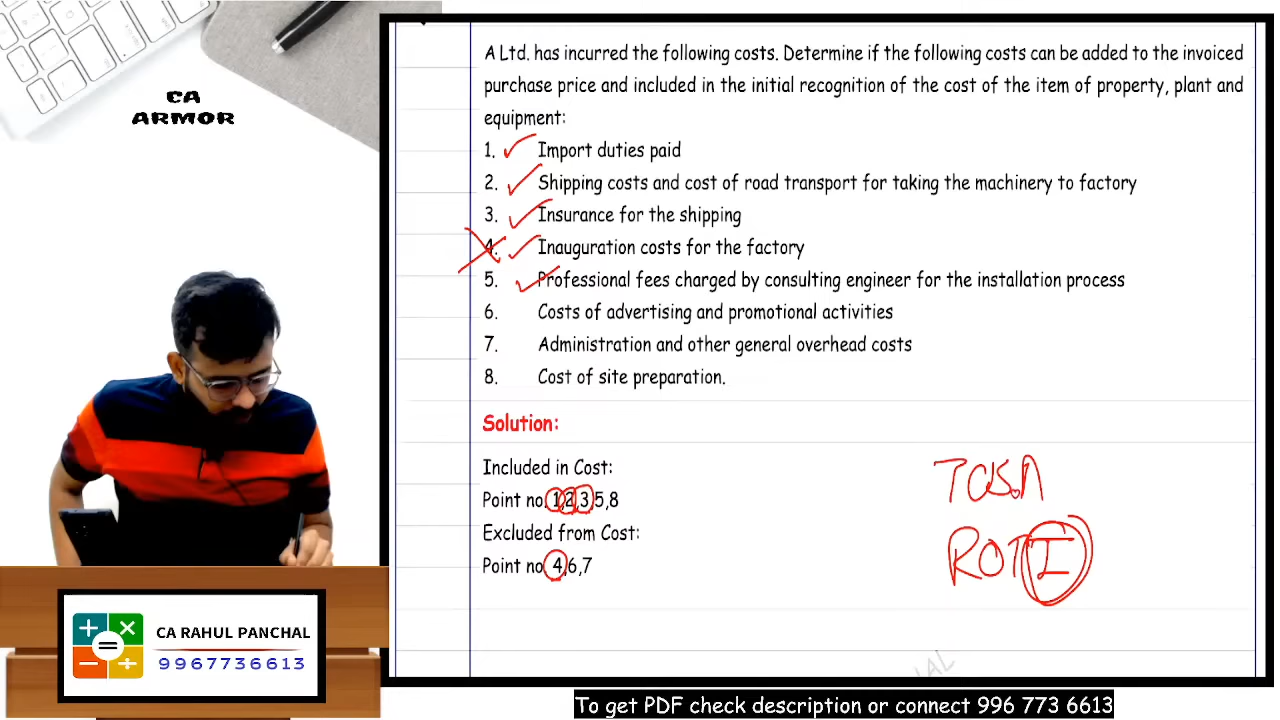 CA
ARMOR
A Ltd. has incurred the following costs. Determine if the following costs can be added to the invoiced
purchase price and included in the initial recognition of the cost of the item of property, plant and
equipment:
1. Import duties paid
2. Shipping costs and cost of road transport for taking the machinery to factory
3. Insurance for the shipping
4. Inauguration costs for the factory
5. Professional fees charged by consulting engineer for the installation process
6. Costs of advertising and promotional activities
7. Administration and other general overhead costs
8. Cost of site preparation.
Solution:
Included in Cost:
Point no. 1,2,3,5,8
Excluded from Cost:
Point no 4,6,7
ROTI
CA RAHUL PANCHAL
9967736613
To get PDF check description or connect 996 773 6613